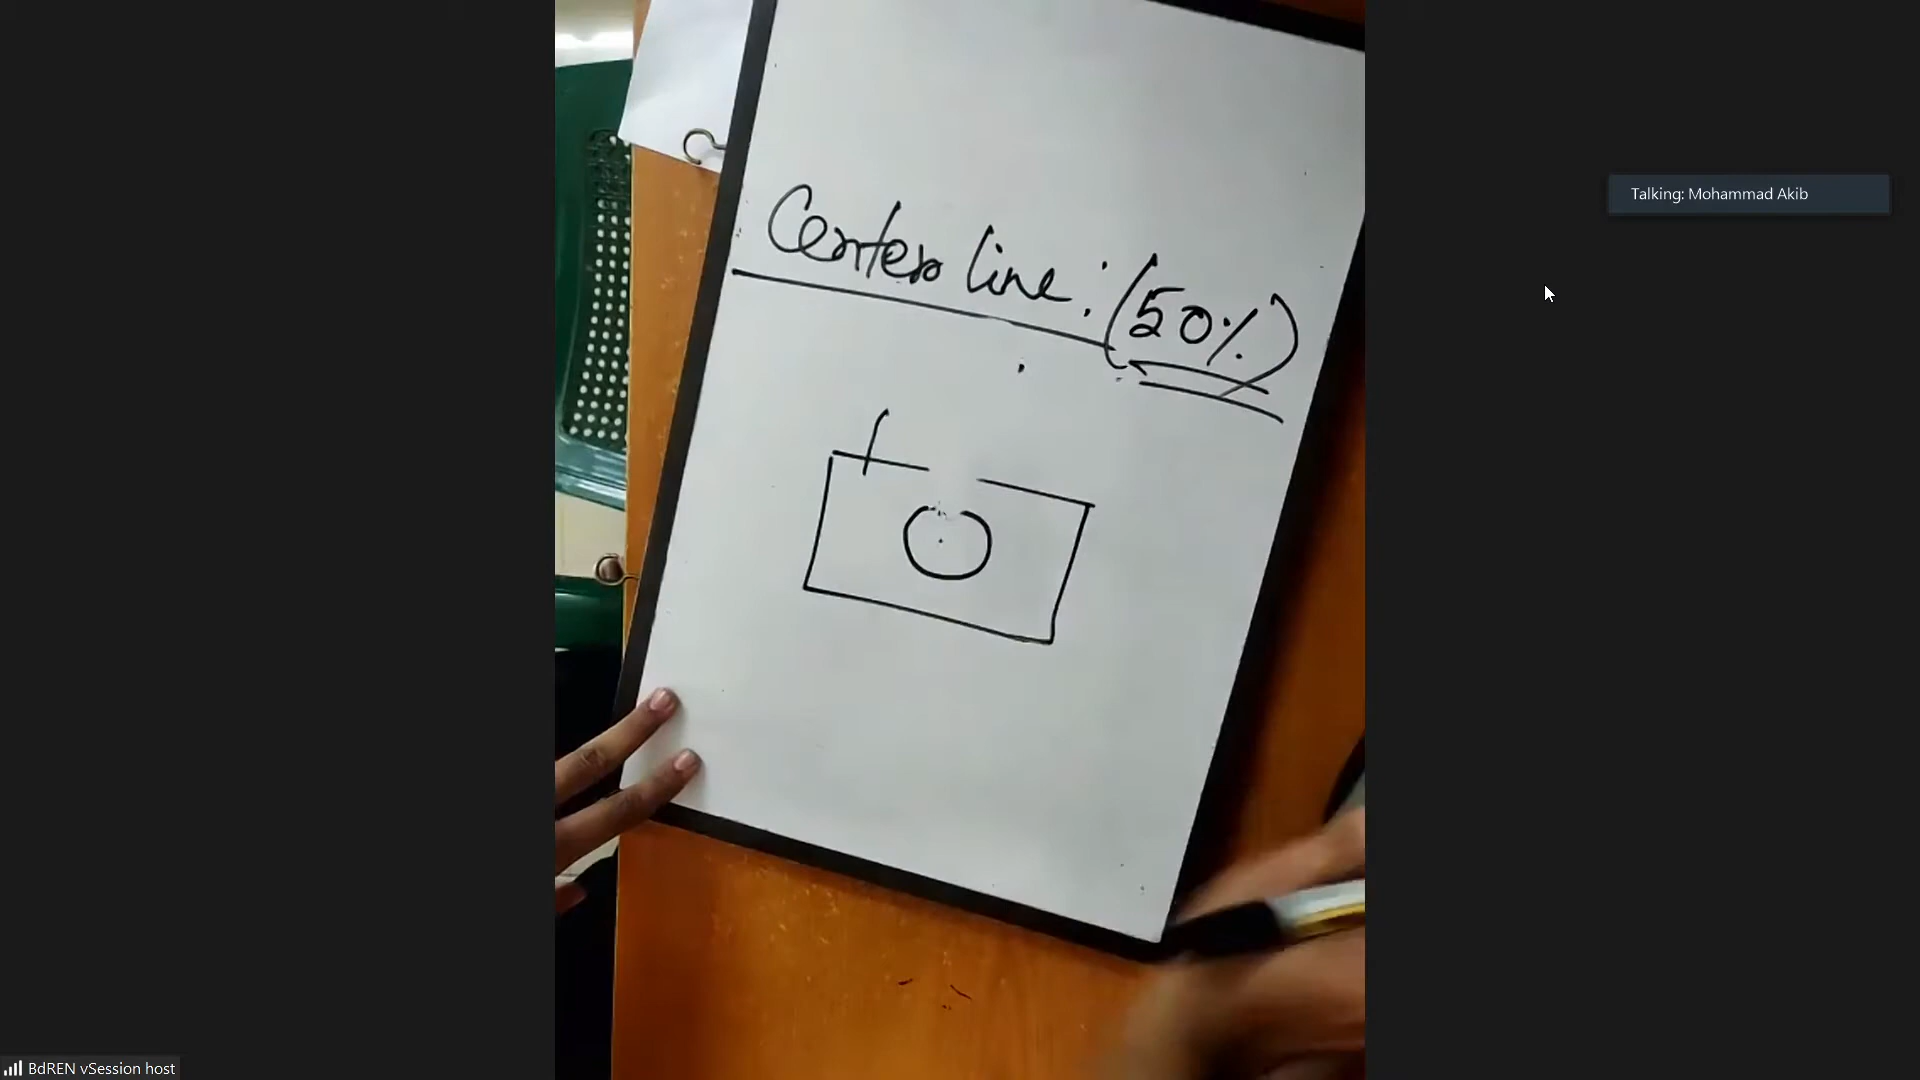 Center line : (50%)
Talking: Mohammad Akib
BdREN vSession host